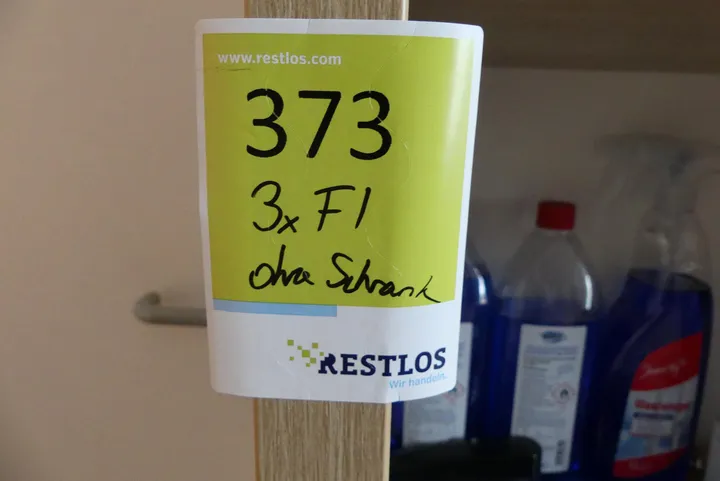 www.restlos.com
373
3x Fl
ohne Schrank
RESTLOS
Wir handeln.